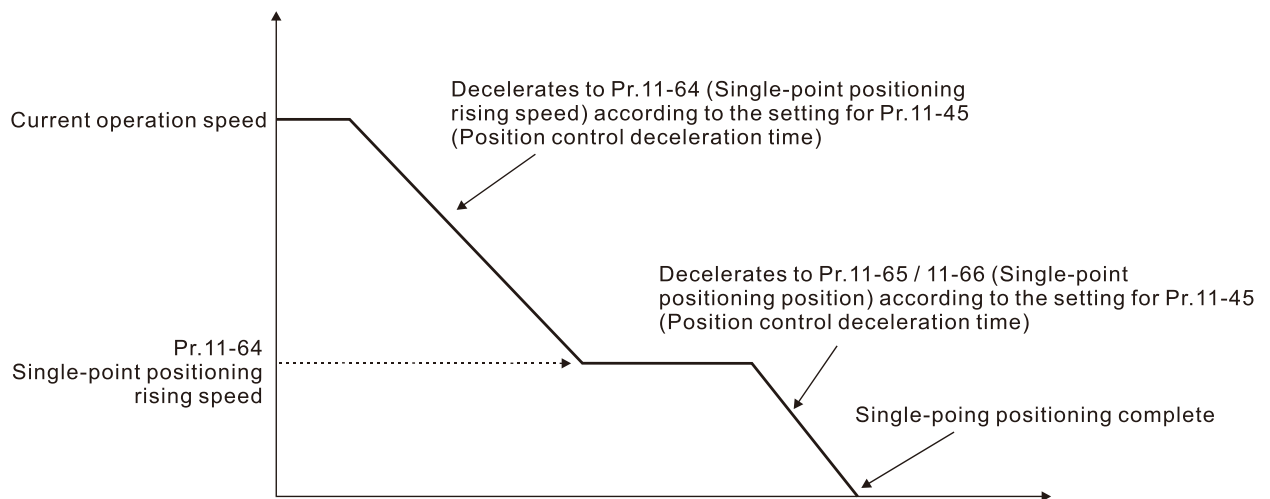 Decelerates to Pr.11-64 (Single-point positioning
rising speed) according to the setting for Pr.11-45
(Position control deceleration time)
Current operation speed
Decelerates to Pr.11-65 / 11-66 (Single-point
positioning position) according to the setting for Pr.11-45
(Position control deceleration time)
Pr.11-64
Single-point positioning
rising speed
Single-poing positioning complete